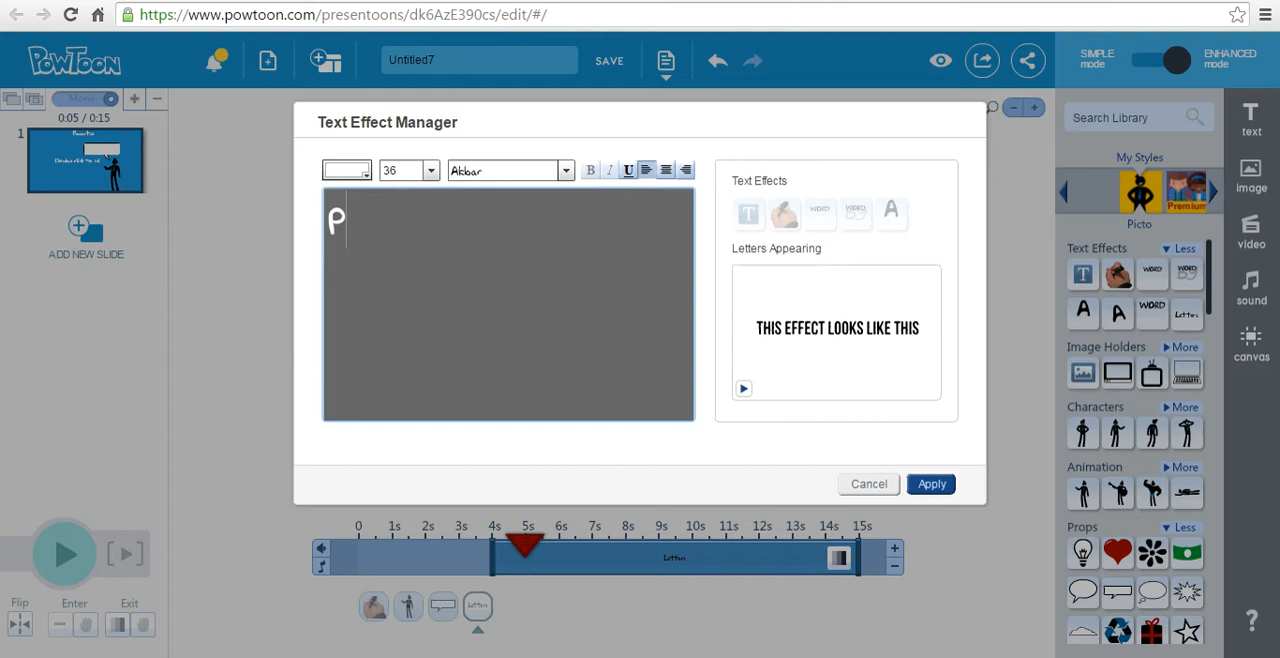 https://www.powtoon.com/presentoons/dk6AzE390cs/edit/#/
POWTOON
Untitled7
SAVE
SIMPLE mode
ENHANCED mode
More
0:05 / 0:15
1
ADD NEW SLIDE
Text Effect Manager
36
Akbar
B I U
P
Text Effects
T
WORD
WORD
A
Letters Appearing
THIS EFFECT LOOKS LIKE THIS
Cancel
Apply
Search Library
My Styles
Premium
Picto
Text Effects
Less
T
WORD
WORD
A
A
WORD
Letters
Image Holders
More
Characters
More
Animation
More
Props
Less
T
text
image
video
sound
canvas
?
0 1s 2s 3s 4s 5s 6s 7s 8s 9s 10s 11s 12s 13s 14s 15s
Letters
Letters
Flip
Enter
Exit